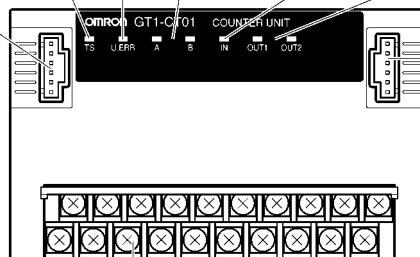 OMRON GT1-CT01 COUNTER UNIT
TS U.ERR A B IN OUT1 OUT2